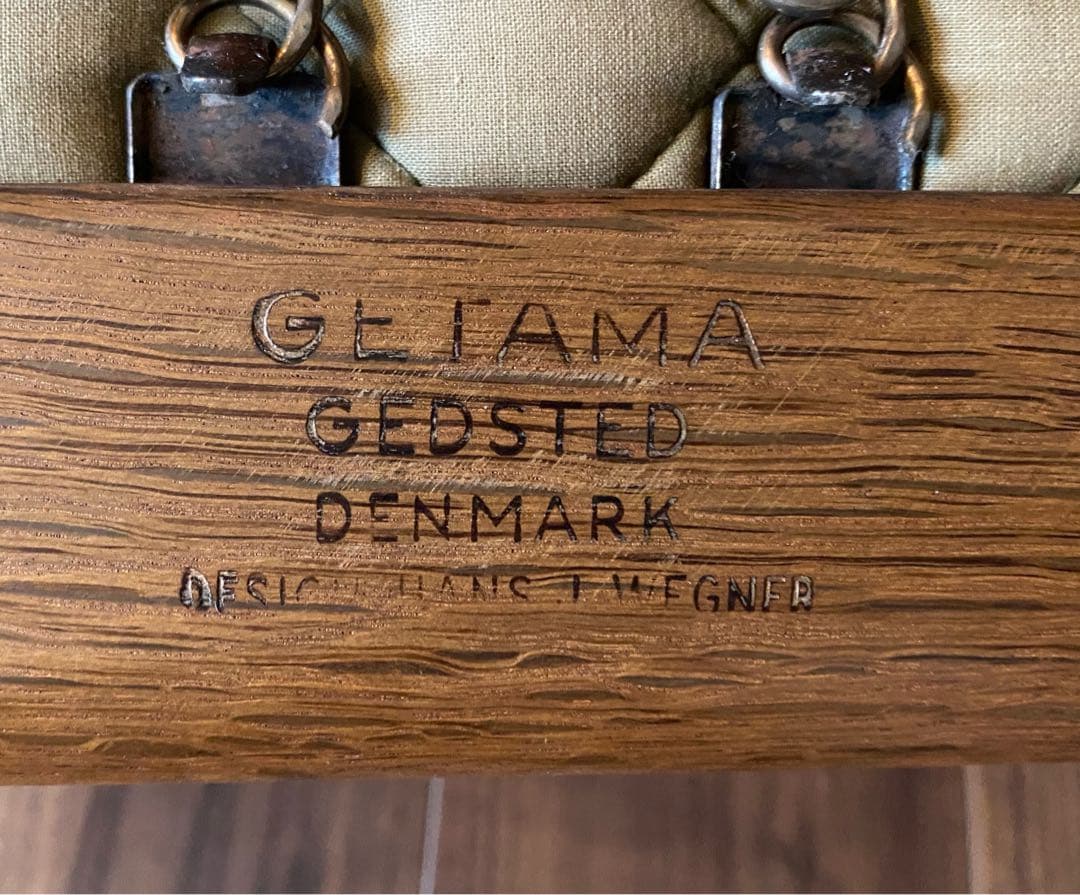 GETAMA
GEDSTED
DENMARK
DESIGN HANS J. WEGNER